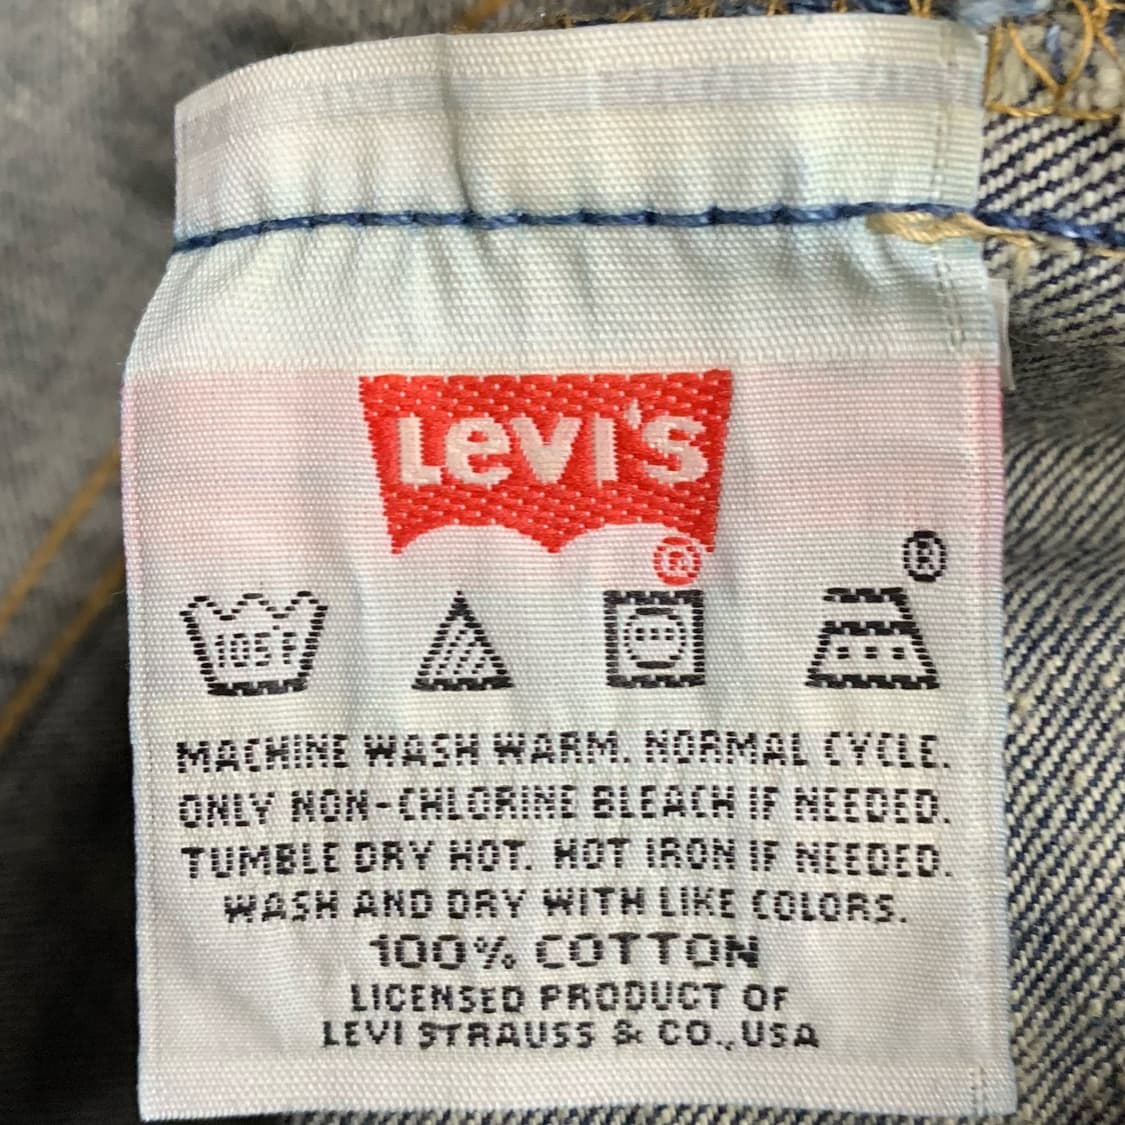 Levi's
®
®
105°F
MACHINE WASH WARM. NORMAL CYCLE.
ONLY NON-CHLORINE BLEACH IF NEEDED.
TUMBLE DRY HOT. HOT IRON IF NEEDED.
WASH AND DRY WITH LIKE COLORS.
100% COTTON
LICENSED PRODUCT OF
LEVI STRAUSS & CO., USA